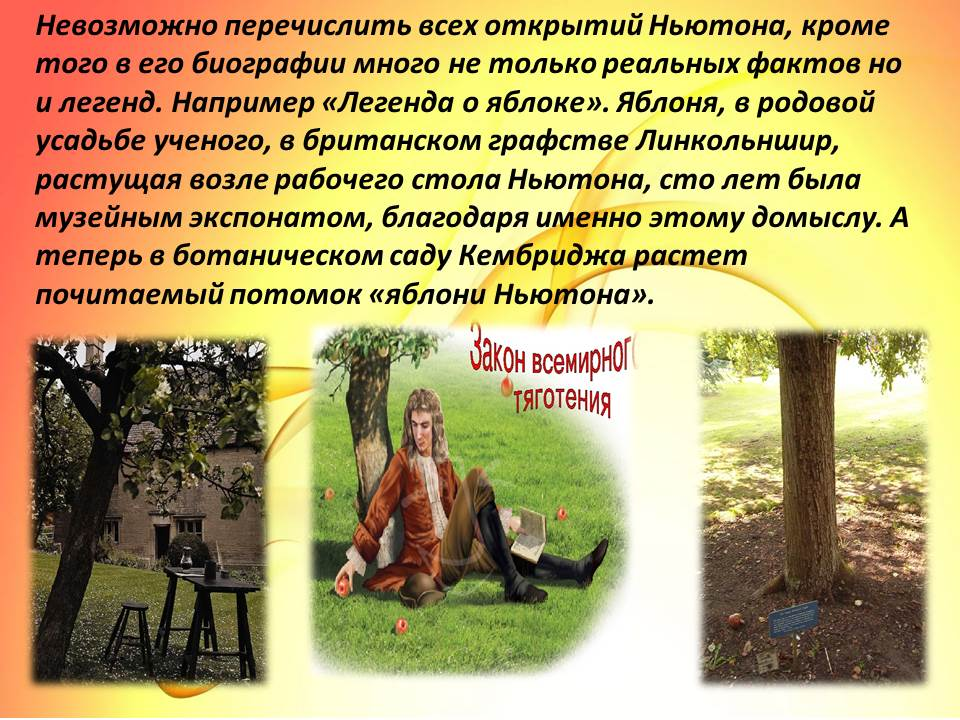 Невозможно перечислить всех открытий Ньютона, кроме
того в его биографии много не только реальных фактов но
и легенд. Например «Легенда о яблоке». Яблоня, в родовой
усадьбе ученого, в британском графстве Линкольншир,
растущая возле рабочего стола Ньютона, сто лет была
музейным экспонатом, благодаря именно этому домыслу. А
теперь в ботаническом саду Кембриджа растет
почитаемый потомок «яблони Ньютона».
Закон всемирного
тяготения